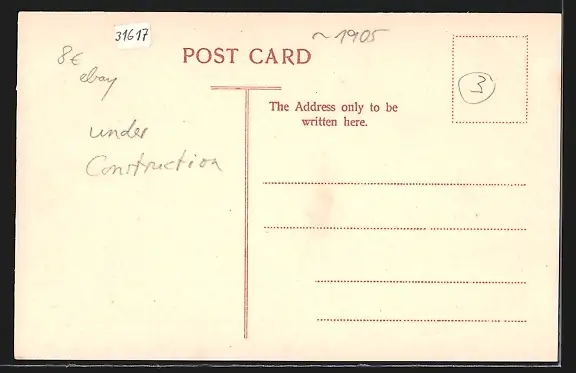 31617
~1905
8€
POST CARD
ebay
3
The Address only to be
written here.
under
Construction